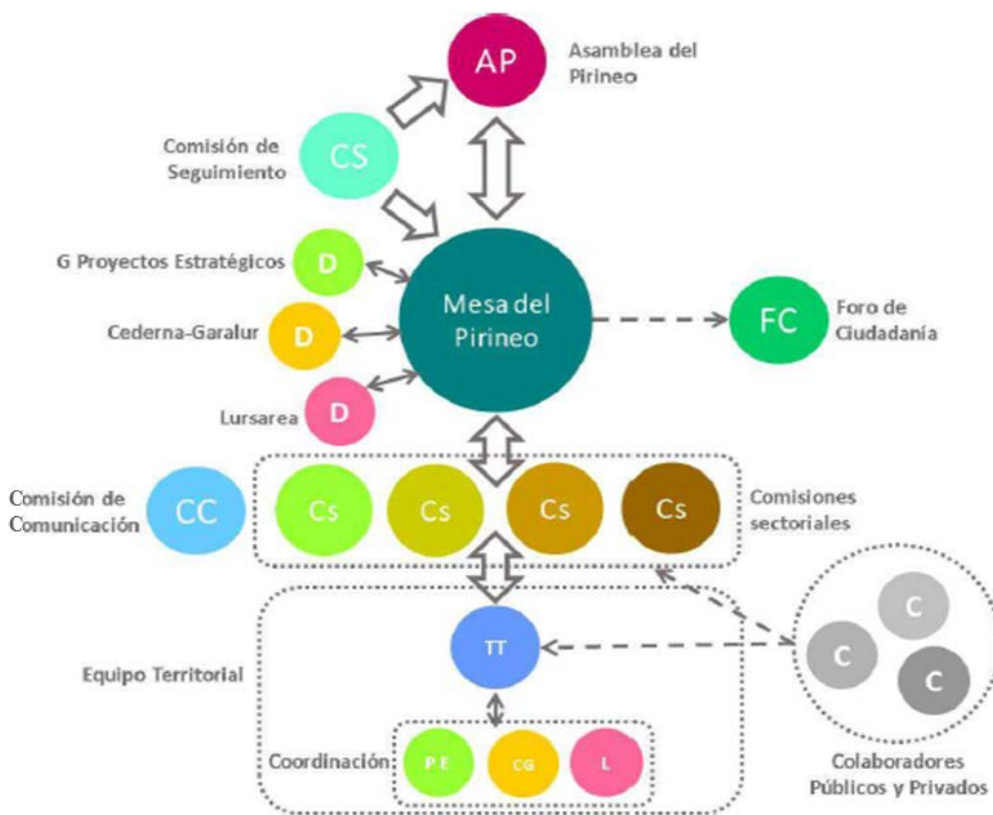 AP
Asamblea del
Pirineo
Comisión de
Seguimiento
CS
G Proyectos Estratégicos
D
Cederna-Garalur
D
Lursarea
D
Mesa del
Pirineo
FC
Foro de
Ciudadanía
Comisión de
Comunicación
CC
Cs
Cs
Cs
Cs
Comisiones
sectoriales
Equipo Territorial
TT
C
C
C
Coordinación
P E
CG
L
Colaboradores
Públicos y Privados